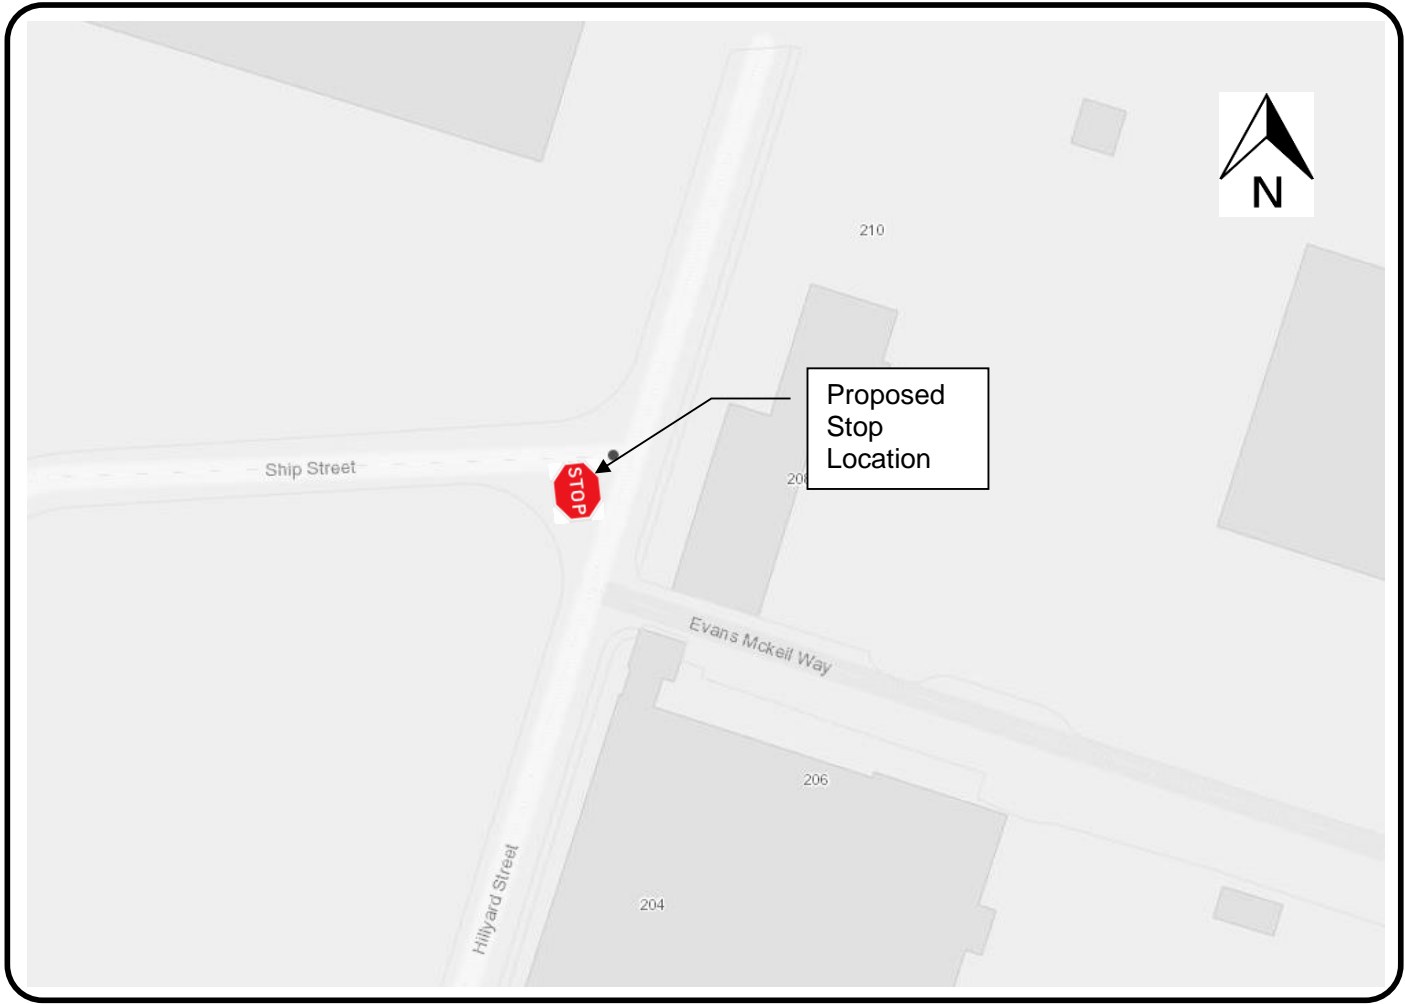 N
210
Proposed
Stop
Location
Ship Street
STOP
Evans Mckeil Way
206
204
Hillyard Street